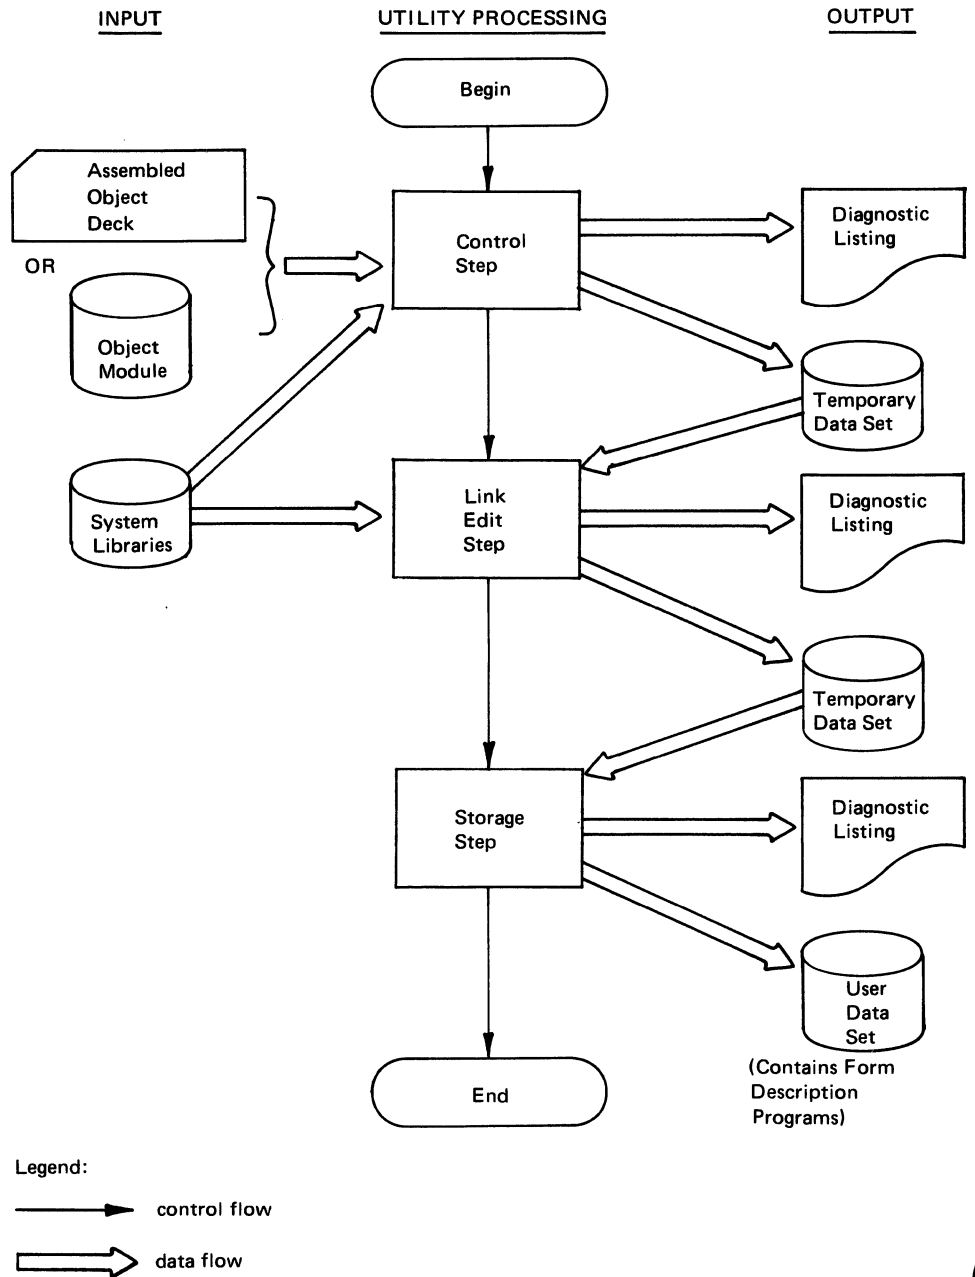 INPUT
UTILITY PROCESSING
OUTPUT
Begin
Assembled
Object
Deck
OR
Object
Module
Control
Step
Diagnostic
Listing
Temporary
Data Set
System
Libraries
Link
Edit
Step
Diagnostic
Listing
Temporary
Data Set
Storage
Step
Diagnostic
Listing
User
Data
Set
(Contains Form
Description
Programs)
End
Legend:
control flow
data flow